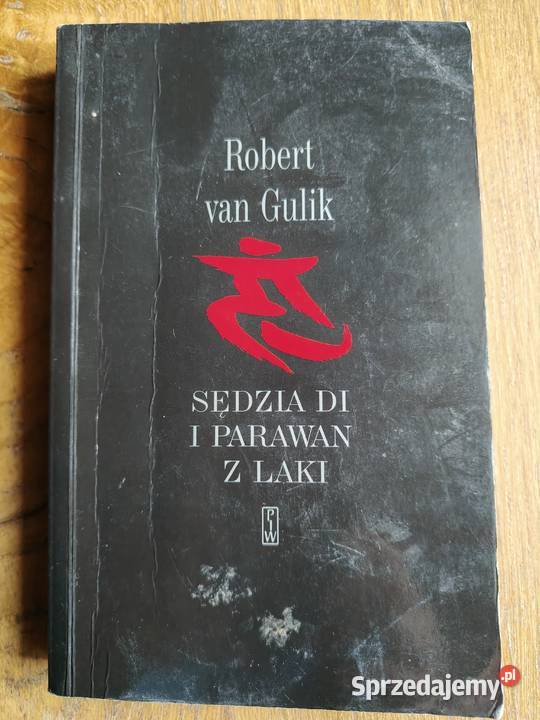 Robert
van Gulik
SĘDZIA DI
I PARAWAN
Z LAKI
PIW
Sprzedajemy.pl